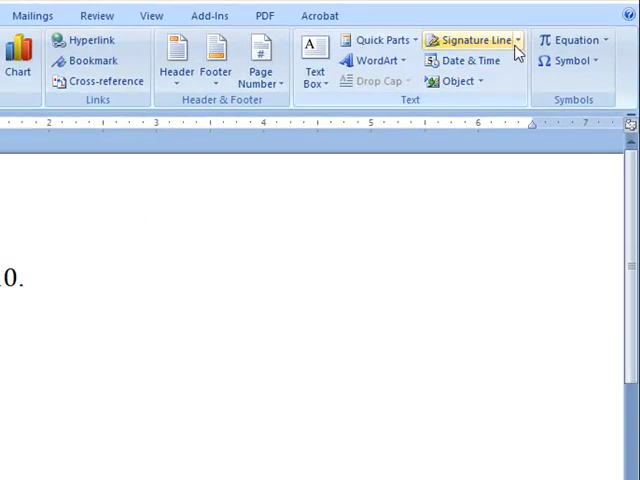 Mailings Review View Add-Ins PDF Acrobat
Chart
Hyperlink
Bookmark
Cross-reference
Links
Header
Footer
Page
Number
Header & Footer
Text
Box
Quick Parts
WordArt
Drop Cap
Signature Line
Date & Time
Object
Text
π Equation
Ω Symbol
Symbols
2 3 4 5 6 7
0.